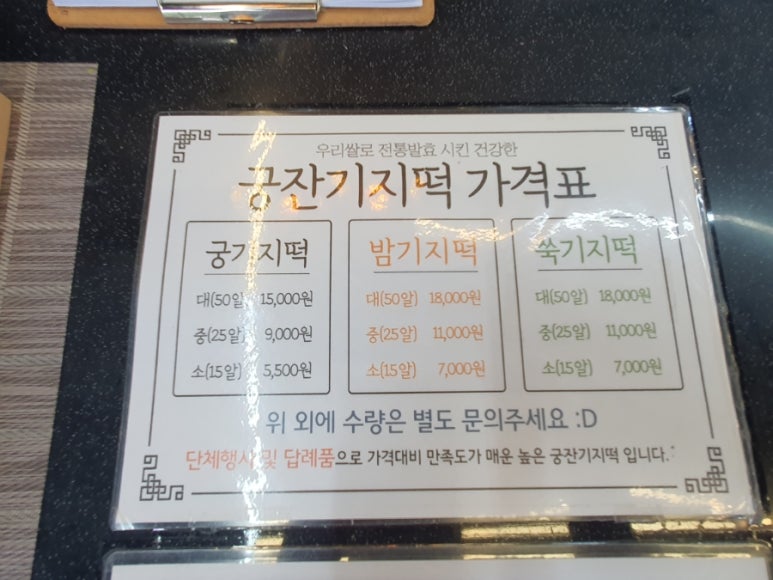 우리쌀로 전통발효 시킨 건강한
궁잔기지떡 가격표
궁기지떡
대(50알) 15,000원
중(25알) 9,000원
소(15알) 5,500원
밤기지떡
대(50알) 18,000원
중(25알) 11,000원
소(15알) 7,000원
쑥기지떡
대(50알) 18,000원
중(25알) 11,000원
소(15알) 7,000원
위 외에 수량은 별도 문의주세요 :D
단체행사 및 답례품으로 가격대비 만족도가 매운 높은 궁잔기지떡 입니다.